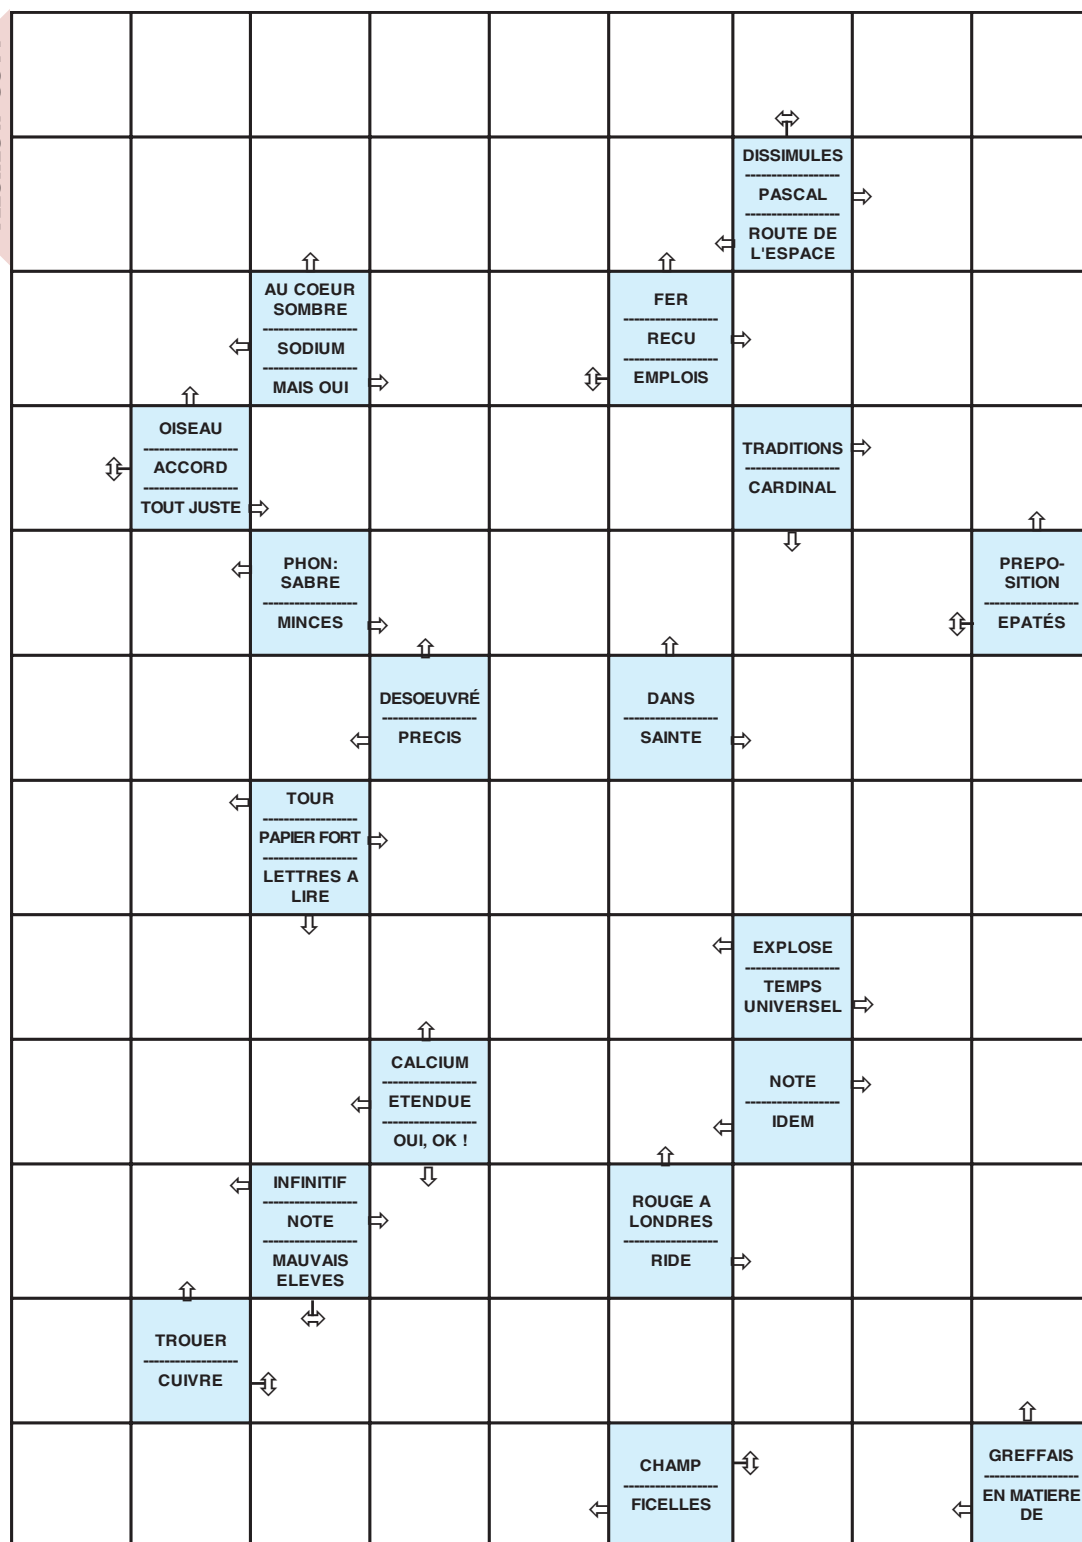 DISSIMULES
PASCAL
ROUTE DE
L'ESPACE
AU COEUR
SOMBRE
SODIUM
MAIS OUI
FER
RECU
EMPLOIS
OISEAU
ACCORD
TOUT JUSTE
TRADITIONS
CARDINAL
PHON:
SABRE
MINCES
PREPO-
SITION
EPATÉS
DESOEUVRÉ
PRECIS
DANS
SAINTE
TOUR
PAPIER FORT
LETTRES A
LIRE
EXPLOSE
TEMPS
UNIVERSEL
CALCIUM
ETENDUE
OUI, OK !
NOTE
IDEM
INFINITIF
NOTE
MAUVAIS
ELEVES
ROUGE A
LONDRES
RIDE
TROUER
CUIVRE
CHAMP
FICELLES
GREFFAIS
EN MATIERE
DE